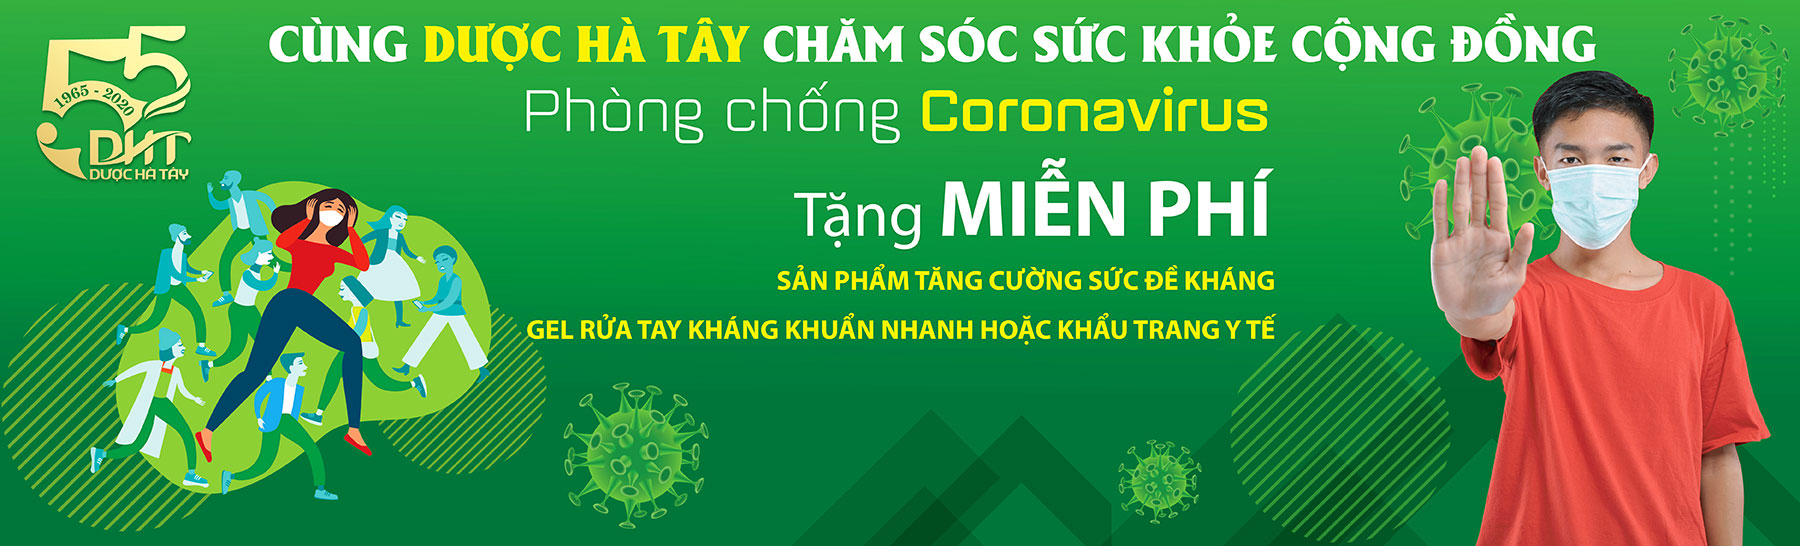 55
1965 - 2020
DHT
DƯỢC HÀ TÂY
CÙNG DƯỢC HÀ TÂY CHĂM SÓC SỨC KHỎE CỘNG ĐỒNG
Phòng chống Coronavirus
Tặng MIỄN PHÍ
SẢN PHẨM TĂNG CƯỜNG SỨC ĐỀ KHÁNG
GEL RỬA TAY KHÁNG KHUẨN NHANH HOẶC KHẨU TRANG Y TẾ